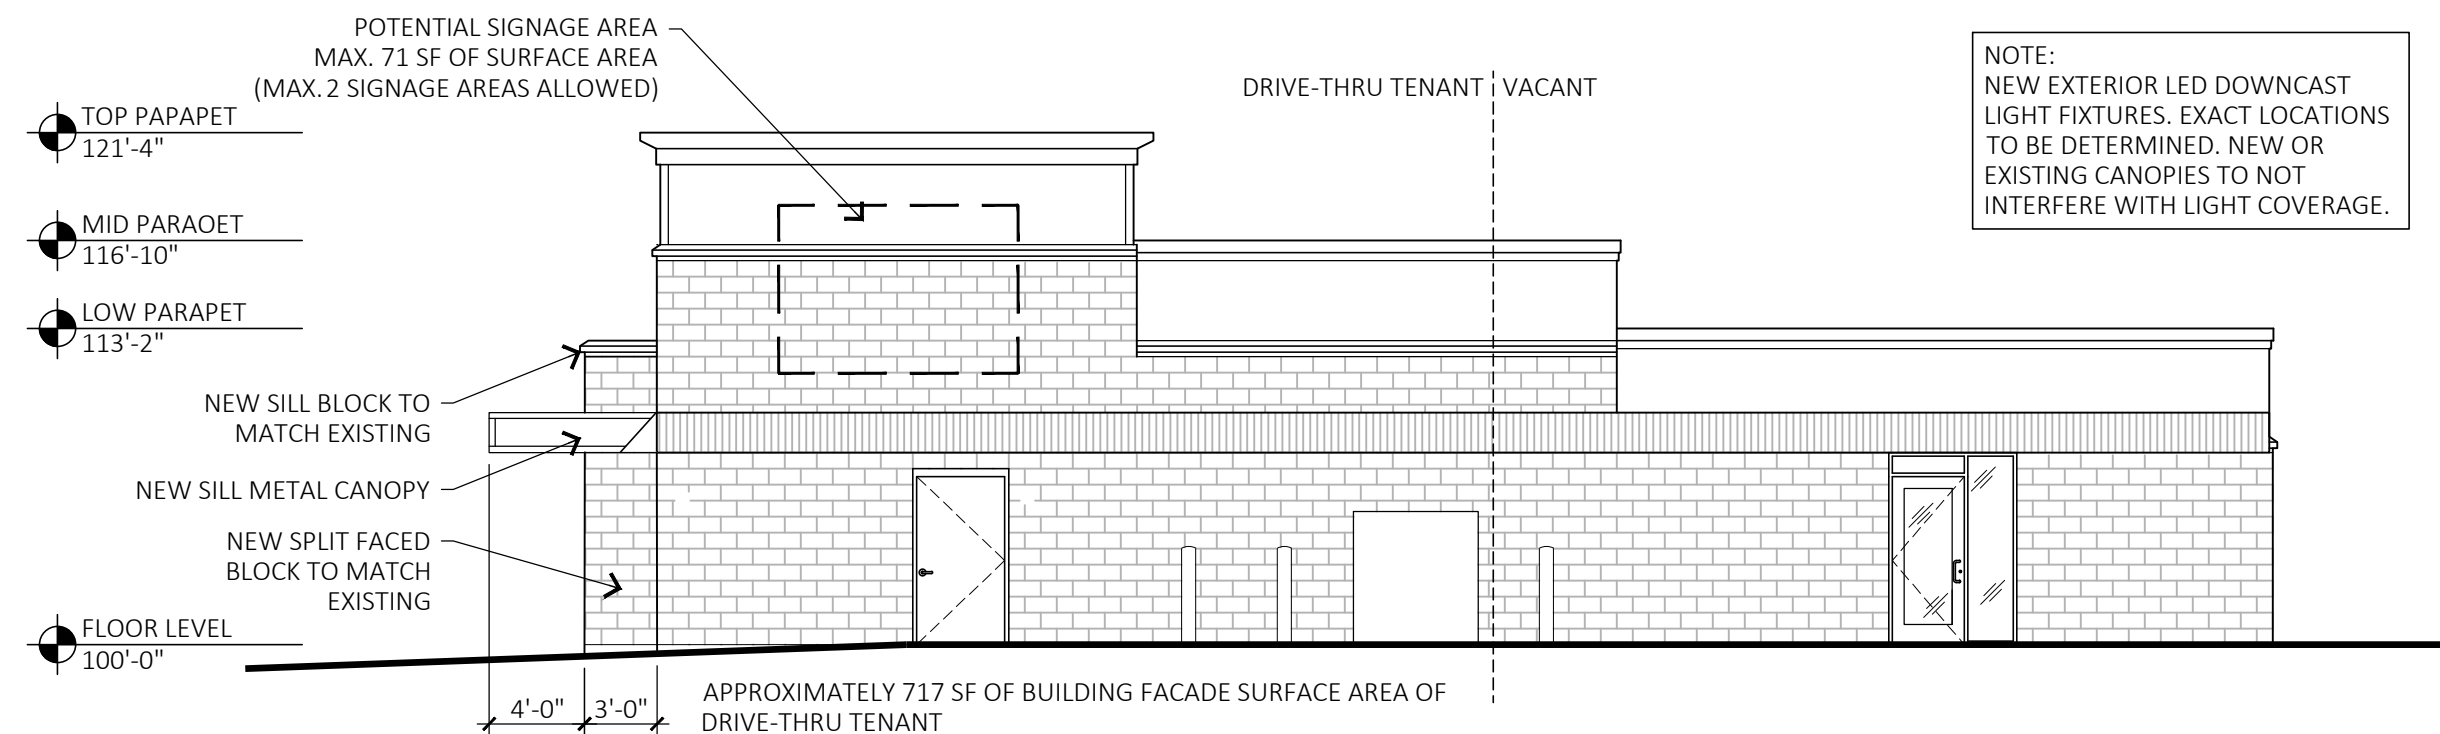 POTENTIAL SIGNAGE AREA
MAX. 71 SF OF SURFACE AREA
(MAX. 2 SIGNAGE AREAS ALLOWED)
DRIVE-THRU TENANT
VACANT
NOTE:
NEW EXTERIOR LED DOWNCAST
LIGHT FIXTURES. EXACT LOCATIONS
TO BE DETERMINED. NEW OR
EXISTING CANOPIES TO NOT
INTERFERE WITH LIGHT COVERAGE.
TOP PAPAPET
121'-4"
MID PARAOET
116'-10"
LOW PARAPET
113'-2"
NEW SILL BLOCK TO
MATCH EXISTING
NEW SILL METAL CANOPY
NEW SPLIT FACED
BLOCK TO MATCH
EXISTING
FLOOR LEVEL
100'-0"
4'-0"
3'-0"
APPROXIMATELY 717 SF OF BUILDING FACADE SURFACE AREA OF
DRIVE-THRU TENANT